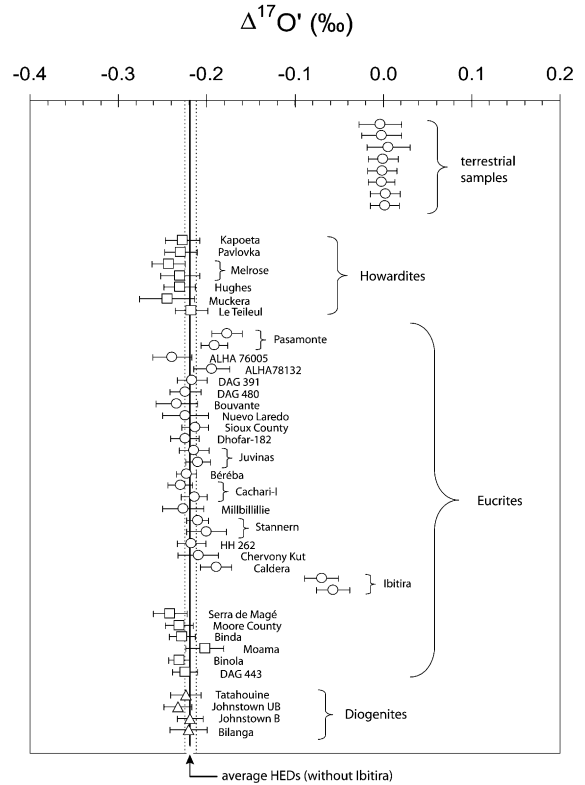 Δ¹⁷O' (‰)
-0.4 -0.3 -0.2 -0.1 0.0 0.1 0.2
terrestrial
samples
Kapoeta
Pavlovka
Melrose
Howardites
Hughes
Muckera
Le Teileul
Pasamonte
ALHA 76005
ALHA78132
DAG 391
DAG 480
Bouvante
Nuevo Laredo
Sioux County
Dhofar-182
Juvinas
Béréba
Cachari-I
Eucrites
Millbillillie
Stannern
HH 262
Chervony Kut
Caldera
Ibitira
Serra de Magé
Moore County
Binda
Moama
Binola
DAG 443
Tatahouine
Johnstown UB
Diogenites
Johnstown B
Bilanga
average HEDs (without Ibitira)